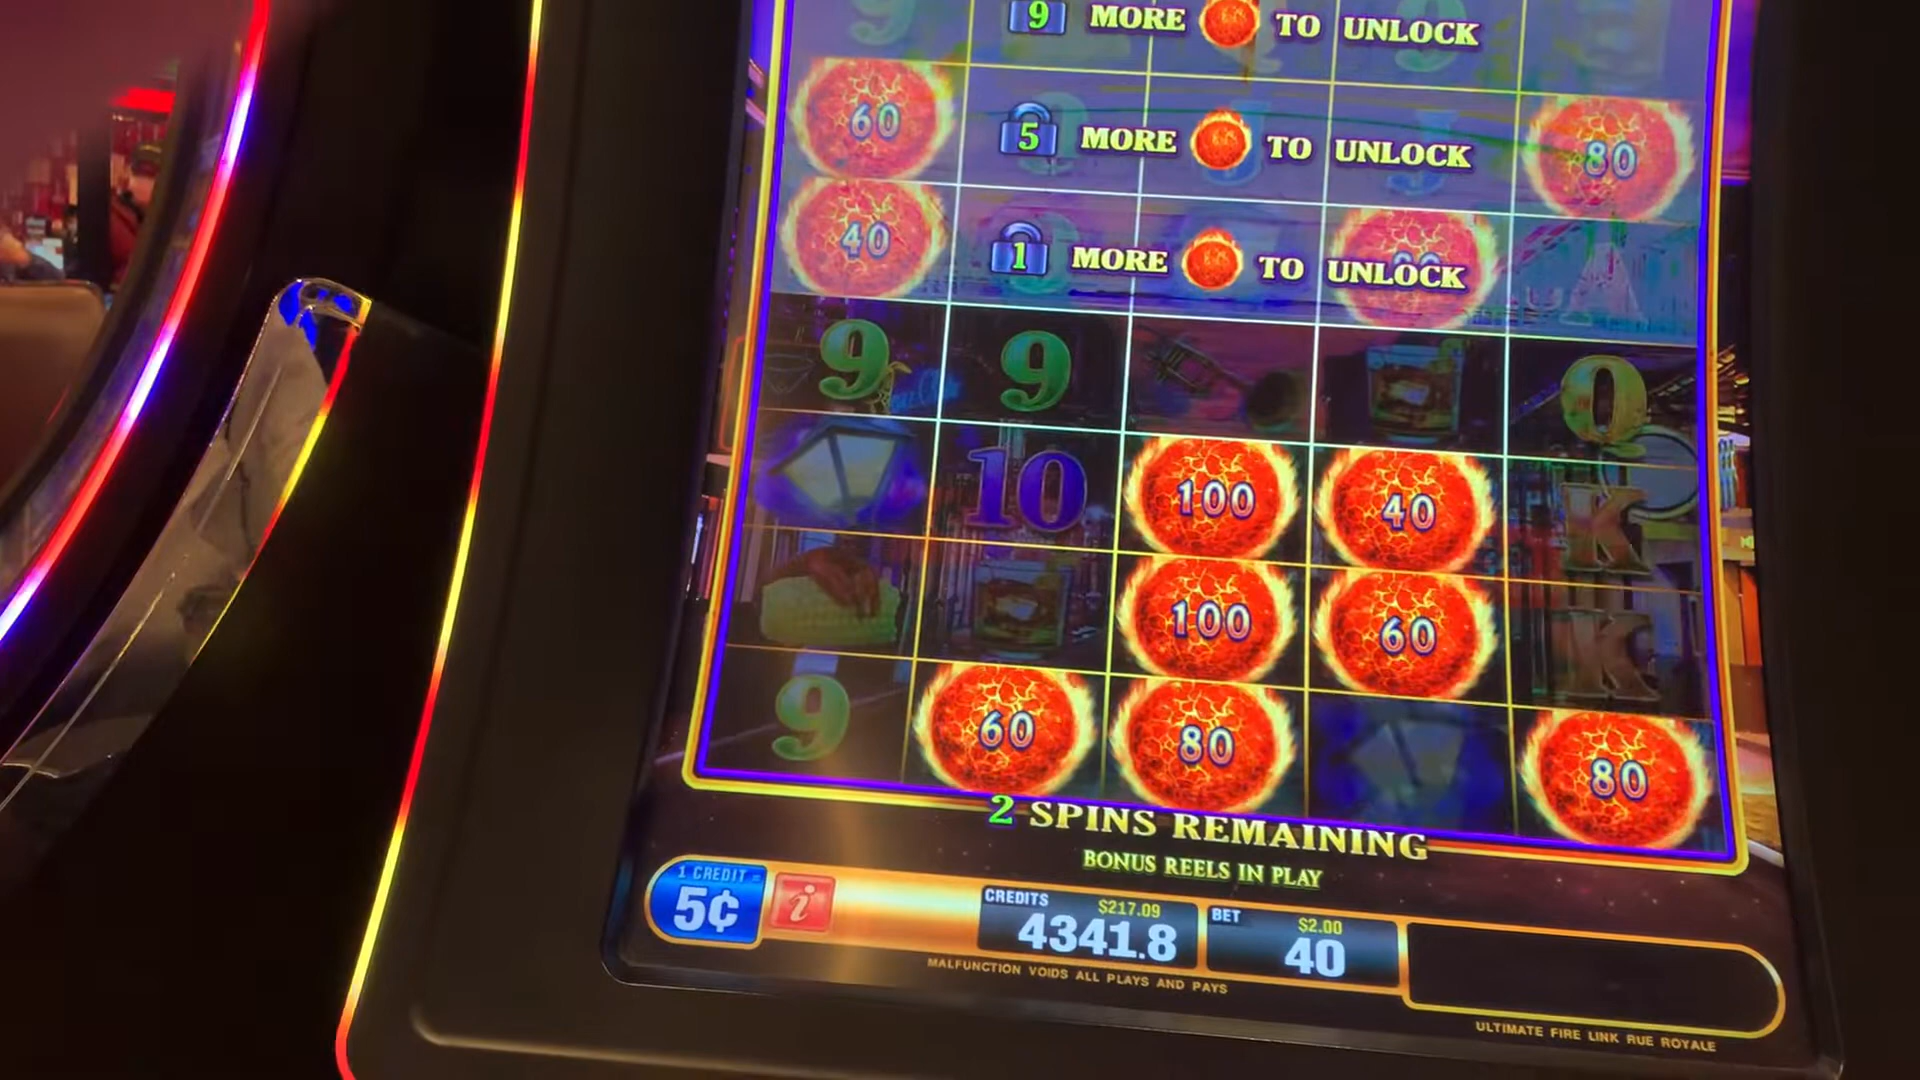 9 MORE TO UNLOCK
60
5 MORE TO UNLOCK
80
40
1 MORE TO UNLOCK
9
9
Q
10
100
40
K
100
60
K
9
60
80
80
2 SPINS REMAINING
BONUS REELS IN PLAY
1 CREDIT =
5¢
i
CREDITS $217.09
4341.8
BET $2.00
40
MALFUNCTION VOIDS ALL PLAYS AND PAYS
ULTIMATE FIRE LINK RUE ROYALE